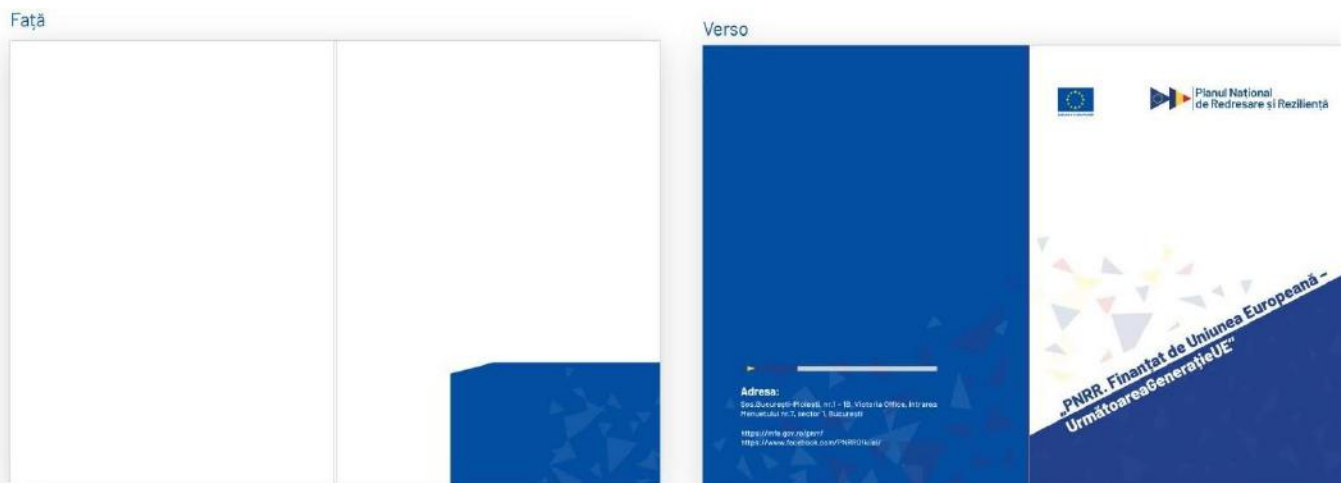 Față
Verso
Planul Național
de Redresare și Reziliență
„PNRR. Finanțat de Uniunea Europeană –
UrmătoareaGenerațieUE”
Adresa:
Șos.București-Ploiești, nr.1 – 1B, Victoria Office, intrarea
Menuetului nr.7, sector 1, București
https://mfe.gov.ro/pnrr/
https://www.facebook.com/PNRROficial/